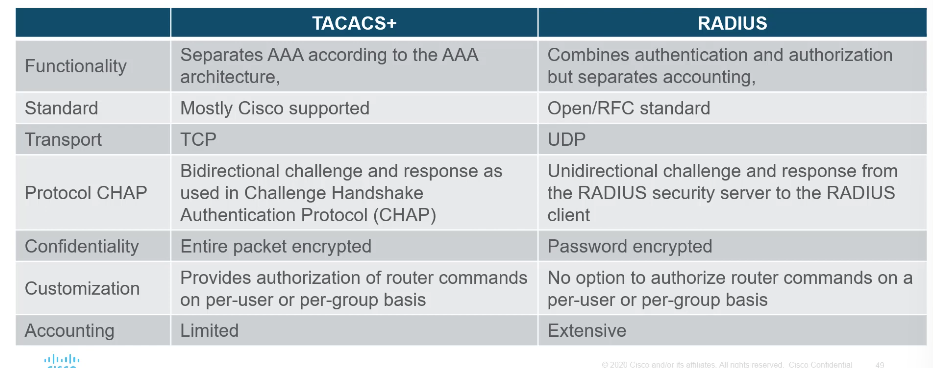 TACACS+ RADIUS
Functionality
Separates AAA according to the AAA
architecture,
Combines authentication and authorization
but separates accounting,
Standard
Mostly Cisco supported
Open/RFC standard
Transport
TCP
UDP
Protocol CHAP
Bidirectional challenge and response as
used in Challenge Handshake
Authentication Protocol (CHAP)
Unidirectional challenge and response from
the RADIUS security server to the RADIUS
client
Confidentiality
Entire packet encrypted
Password encrypted
Customization
Provides authorization of router commands
on per-user or per-group basis
No option to authorize router commands on a
per-user or per-group basis
Accounting
Limited
Extensive
CISCO
© 2020 Cisco and/or its affiliates. All rights reserved. Cisco Confidential